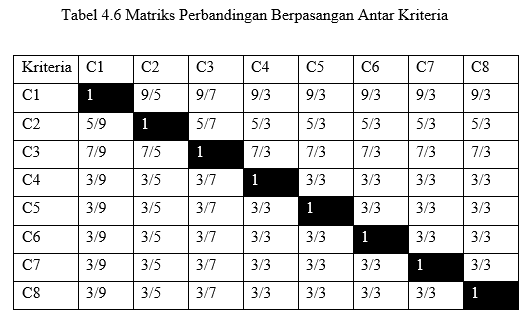 Tabel 4.6 Matriks Perbandingan Berpasangan Antar Kriteria
Kriteria C1 C2 C3 C4 C5 C6 C7 C8
C1 1 9/5 9/7 9/3 9/3 9/3 9/3 9/3
C2 5/9 1 5/7 5/3 5/3 5/3 5/3 5/3
C3 7/9 7/5 1 7/3 7/3 7/3 7/3 7/3
C4 3/9 3/5 3/7 1 3/3 3/3 3/3 3/3
C5 3/9 3/5 3/7 3/3 1 3/3 3/3 3/3
C6 3/9 3/5 3/7 3/3 3/3 1 3/3 3/3
C7 3/9 3/5 3/7 3/3 3/3 3/3 1 3/3
C8 3/9 3/5 3/7 3/3 3/3 3/3 3/3 1